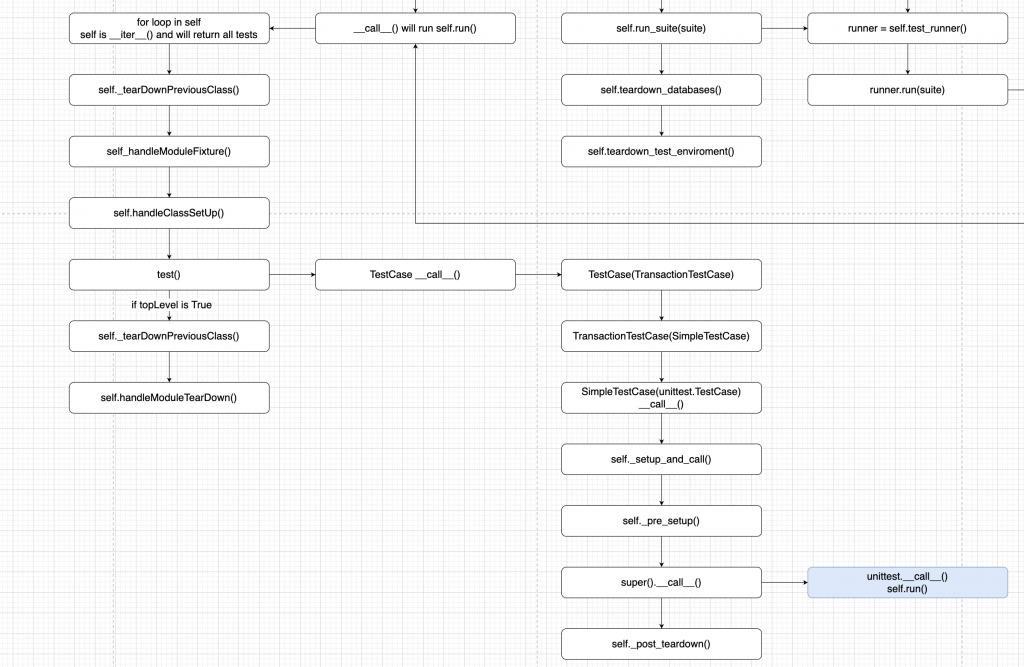 for loop in self
self is __iter__() and will return all tests
__call__() will run self.run()
self.run_suite(suite)
runner = self.test_runner()
self._tearDownPreviousClass()
self.teardown_databases()
runner.run(suite)
self_handleModuleFixture()
self.teardown_test_enviroment()
self.handleClassSetUp()
test()
TestCase __call__()
TestCase(TransactionTestCase)
if topLevel is True
self._tearDownPreviousClass()
TransactionTestCase(SimpleTestCase)
self.handleModuleTearDown()
SimpleTestCase(unittest.TestCase)
__call__()
self._setup_and_call()
self._pre_setup()
super().__call__()
unittest.__call__()
self.run()
self._post_teardown()